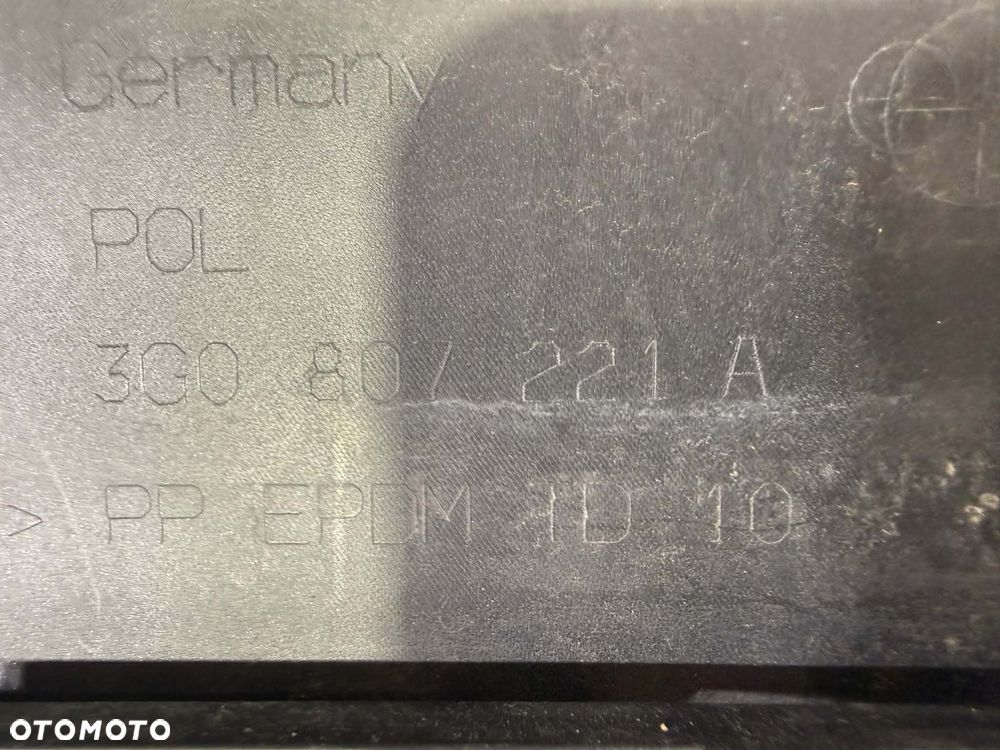 Germany
POL
3G0 807 221 A
> PP EPDM TD 10
OTOMOTO